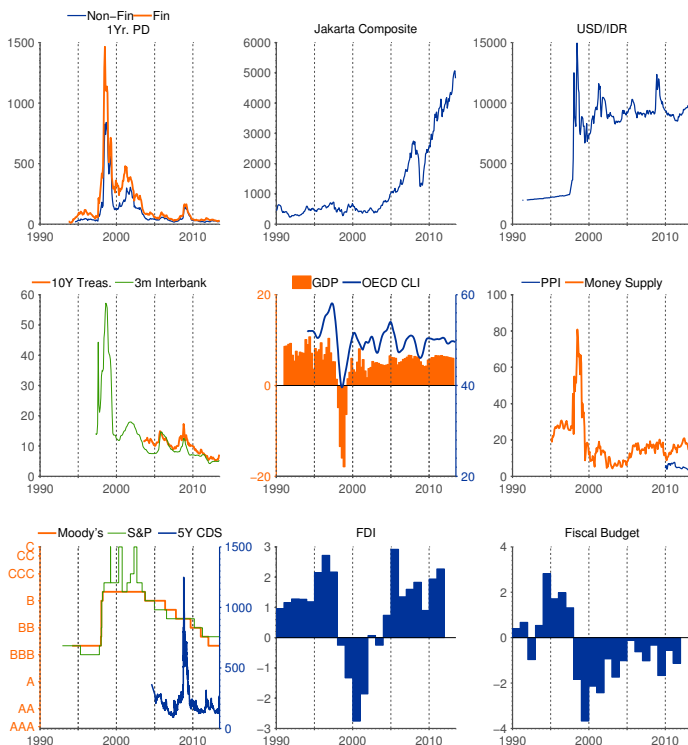 Non−Fin Fin
1Yr. PD
1500
1000
500
0
1990 2000 2010
Jakarta Composite
6000
5000
4000
3000
2000
1000
0
1990 2000 2010
USD/IDR
15000
10000
5000
0
1990 2000 2010
10Y Treas. 3m Interbank
60
50
40
30
20
10
0
1990 2000 2010
GDP OECD CLI
20
0
−20
60
40
20
1990 2000 2010
PPI Money Supply
100
80
60
40
20
0
1990 2000 2010
Moody's S&P 5Y CDS
C
CC
CCC
B
BB
BBB
A
AA
AAA
1500
1000
500
0
1990 2000 2010
FDI
3
2
1
0
−1
−2
−3
1990 2000 2010
Fiscal Budget
4
2
0
−2
−4
1990 2000 2010